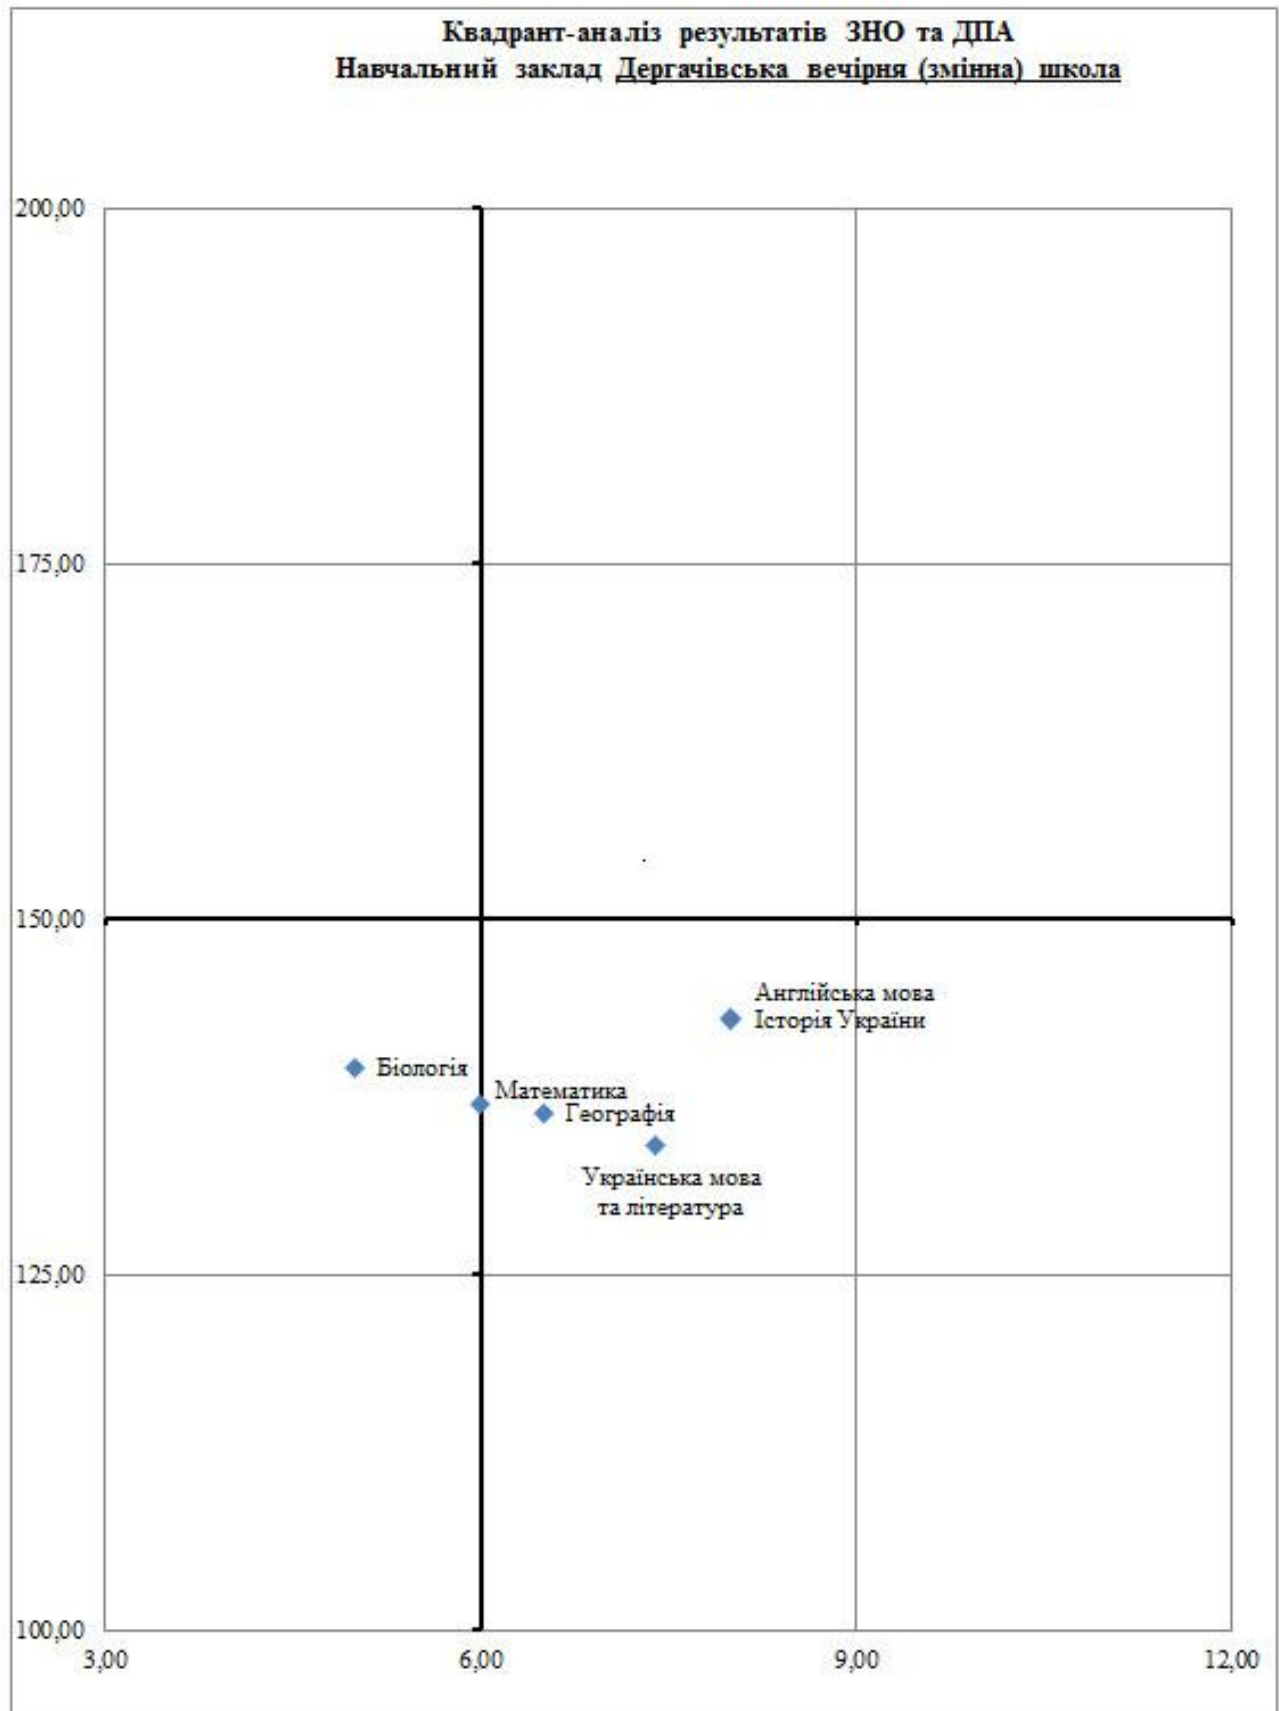 Квадрант-аналіз результатів ЗНО та ДПА
Навчальний заклад Дергачівська вечірня (змінна) школа
200,00
175,00
150,00
Англійська мова
Історія України
Біологія
Математика
Географія
Українська мова
та література
125,00
100,00
3,00 6,00 9,00 12,00